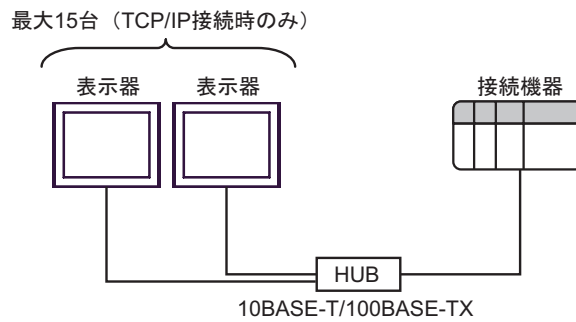 最大15台（TCP/IP接続時のみ）
表示器 表示器 接続機器
HUB
10BASE-T/100BASE-TX